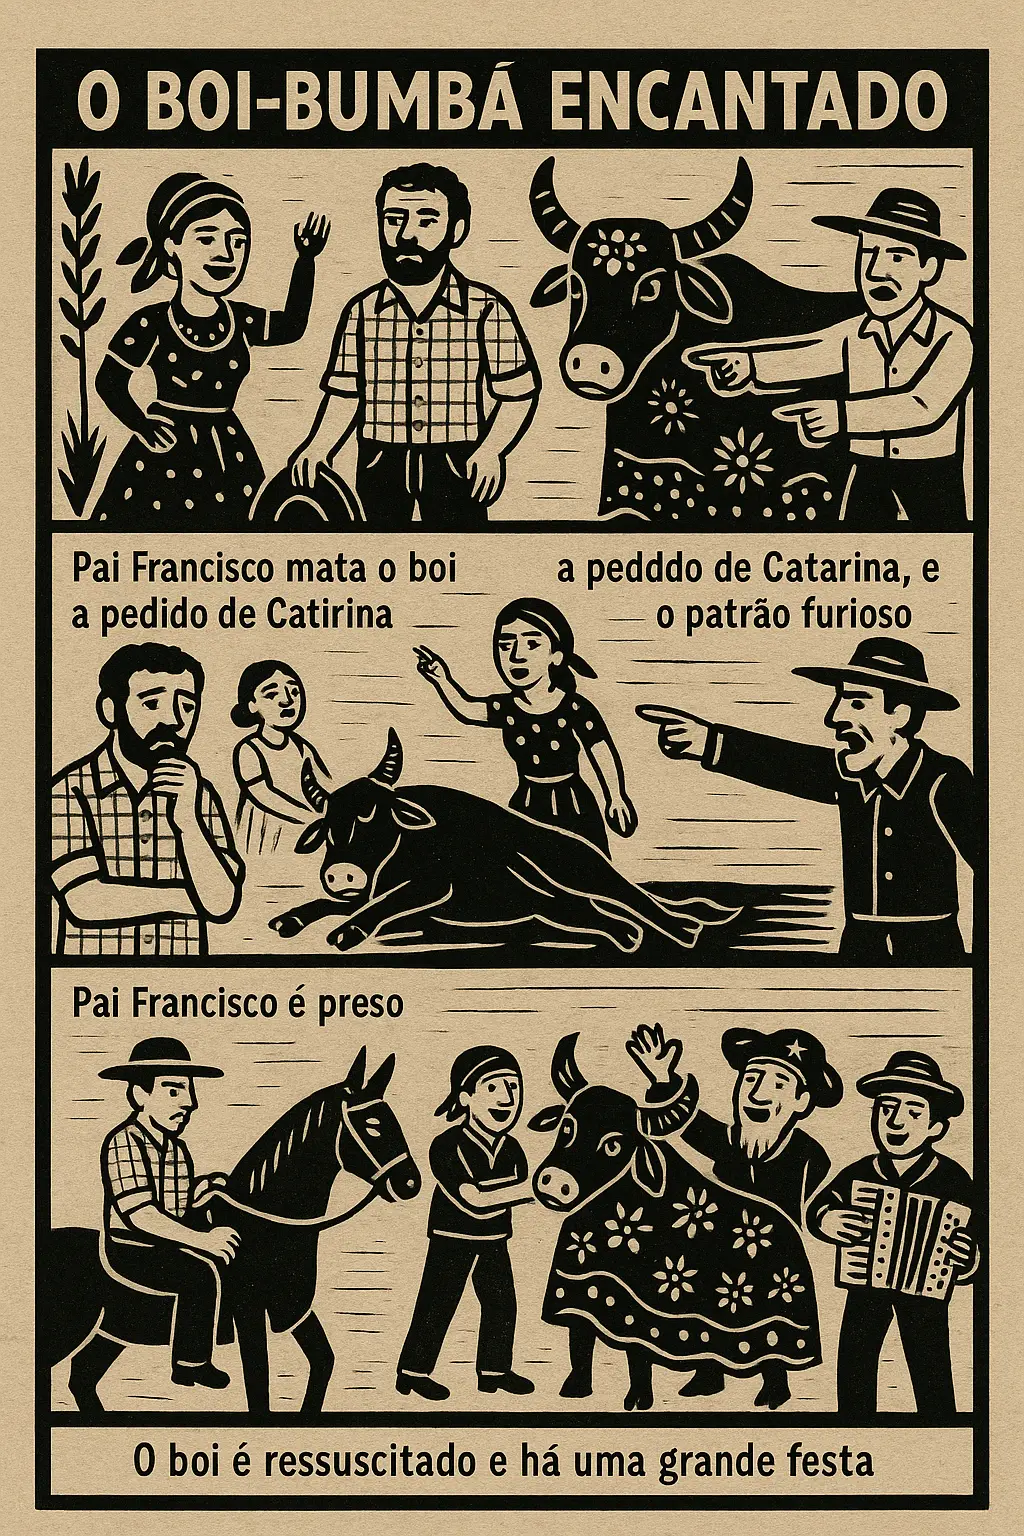 O BOI-BUMBÁ ENCANTADO
Pai Francisco mata o boi
a pedido de Catirina
a pedddo de Catarina, e
o patrão furioso
Pai Francisco é preso
O boi é ressuscitado e há uma grande festa